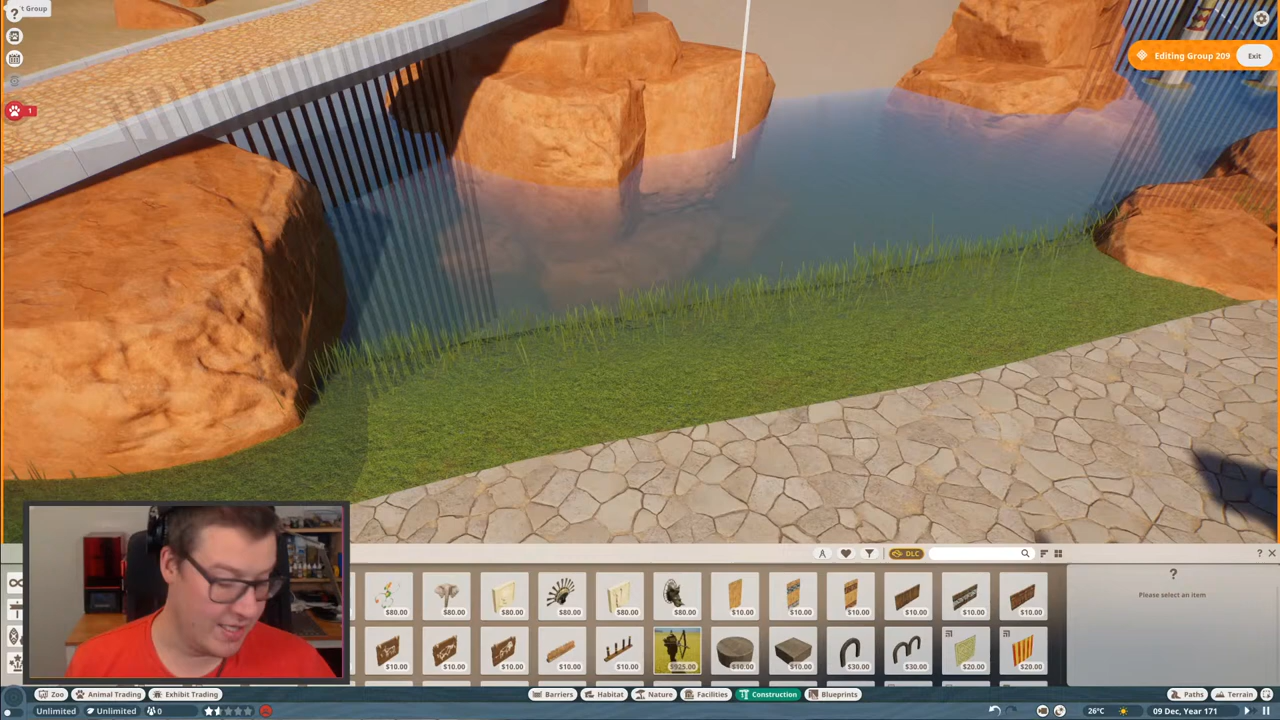 t Group
?
1
Editing Group 209
Exit
DLC
?
$80.00 $80.00 $80.00 $80.00 $80.00 $80.00 $10.00 $10.00 $10.00 $10.00 $10.00 $10.00
$10.00 $10.00 $10.00 $10.00 $10.00 $925.00 $10.00 $10.00 $30.00 $30.00 $20.00 $20.00
?
Please select an item
Zoo Animal Trading Exhibit Trading Barriers Habitat Nature Facilities Construction Blueprints Paths Terrain
Unlimited Unlimited 0 26°C 09 Dec, Year 171